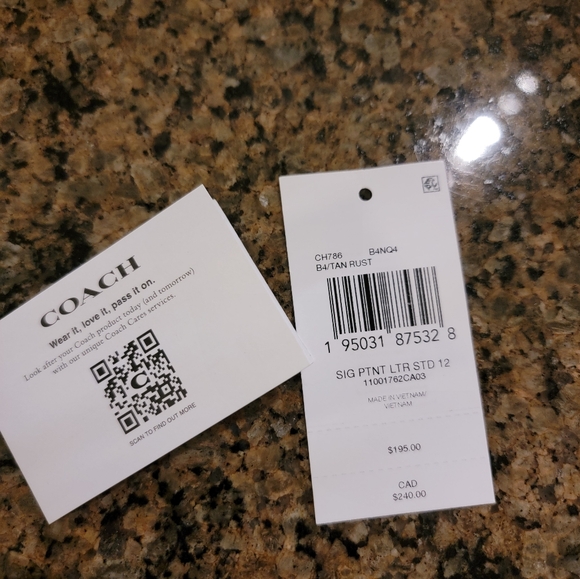 COACH
Wear it, love it, pass it on.
Look after your Coach product today (and tomorrow)
with our unique Coach Cares services.
C
SCAN TO FIND OUT MORE
CH786 B4NQ4
B4/TAN RUST
1 95031 87532 8
SIG PTNT LTR STD 12
11001762CA03
MADE IN VIETNAM/
VIETNAM
$195.00
CAD
$240.00